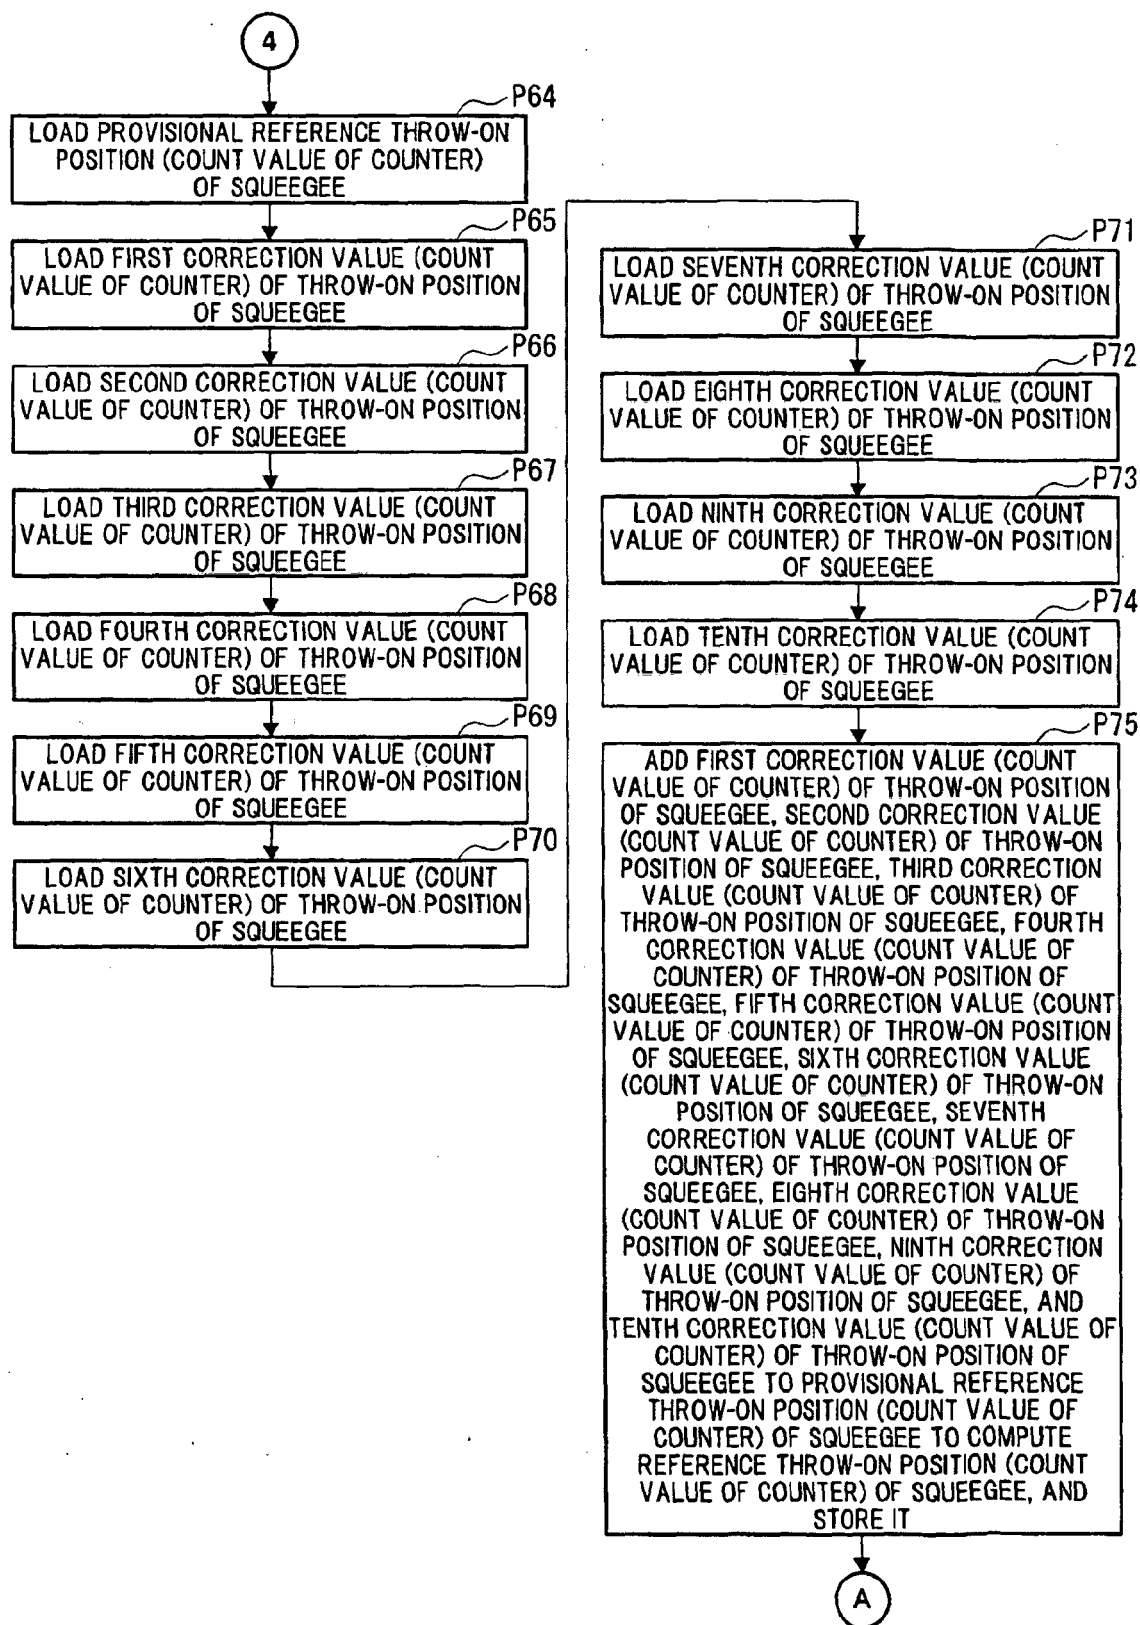 4
P64
LOAD PROVISIONAL REFERENCE THROW-ON
POSITION (COUNT VALUE OF COUNTER)
OF SQUEEGEE
P65
LOAD FIRST CORRECTION VALUE (COUNT
VALUE OF COUNTER) OF THROW-ON POSITION
OF SQUEEGEE
P66
LOAD SECOND CORRECTION VALUE (COUNT
VALUE OF COUNTER) OF THROW-ON POSITION
OF SQUEEGEE
P67
LOAD THIRD CORRECTION VALUE (COUNT
VALUE OF COUNTER) OF THROW-ON POSITION
OF SQUEEGEE
P68
LOAD FOURTH CORRECTION VALUE (COUNT
VALUE OF COUNTER) OF THROW-ON POSITION
OF SQUEEGEE
P69
LOAD FIFTH CORRECTION VALUE (COUNT
VALUE OF COUNTER) OF THROW-ON POSITION
OF SQUEEGEE
P70
LOAD SIXTH CORRECTION VALUE (COUNT
VALUE OF COUNTER) OF THROW-ON POSITION
OF SQUEEGEE
P71
LOAD SEVENTH CORRECTION VALUE (COUNT
VALUE OF COUNTER) OF THROW-ON POSITION
OF SQUEEGEE
P72
LOAD EIGHTH CORRECTION VALUE (COUNT
VALUE OF COUNTER) OF THROW-ON POSITION
OF SQUEEGEE
P73
LOAD NINTH CORRECTION VALUE (COUNT
VALUE OF COUNTER) OF THROW-ON POSITION
OF SQUEEGEE
P74
LOAD TENTH CORRECTION VALUE (COUNT
VALUE OF COUNTER) OF THROW-ON POSITION
OF SQUEEGEE
P75
ADD FIRST CORRECTION VALUE (COUNT
VALUE OF COUNTER) OF THROW-ON POSITION
OF SQUEEGEE, SECOND CORRECTION VALUE
(COUNT VALUE OF COUNTER) OF THROW-ON
POSITION OF SQUEEGEE, THIRD CORRECTION
VALUE (COUNT VALUE OF COUNTER) OF
THROW-ON POSITION OF SQUEEGEE, FOURTH
CORRECTION VALUE (COUNT VALUE OF
COUNTER) OF THROW-ON POSITION OF
SQUEEGEE, FIFTH CORRECTION VALUE (COUNT
VALUE OF COUNTER) OF THROW-ON POSITION
OF SQUEEGEE, SIXTH CORRECTION VALUE
(COUNT VALUE OF COUNTER) OF THROW-ON
POSITION OF SQUEEGEE, SEVENTH
CORRECTION VALUE (COUNT VALUE OF
COUNTER) OF THROW-ON POSITION OF
SQUEEGEE, EIGHTH CORRECTION VALUE
(COUNT VALUE OF COUNTER) OF THROW-ON
POSITION OF SQUEEGEE, NINTH CORRECTION
VALUE (COUNT VALUE OF COUNTER) OF
THROW-ON POSITION OF SQUEEGEE, AND
TENTH CORRECTION VALUE (COUNT VALUE OF
COUNTER) OF THROW-ON POSITION OF
SQUEEGEE TO PROVISIONAL REFERENCE
THROW-ON POSITION (COUNT VALUE OF
COUNTER) OF SQUEEGEE TO COMPUTE
REFERENCE THROW-ON POSITION (COUNT
VALUE OF COUNTER) OF SQUEEGEE, AND
STORE IT
A